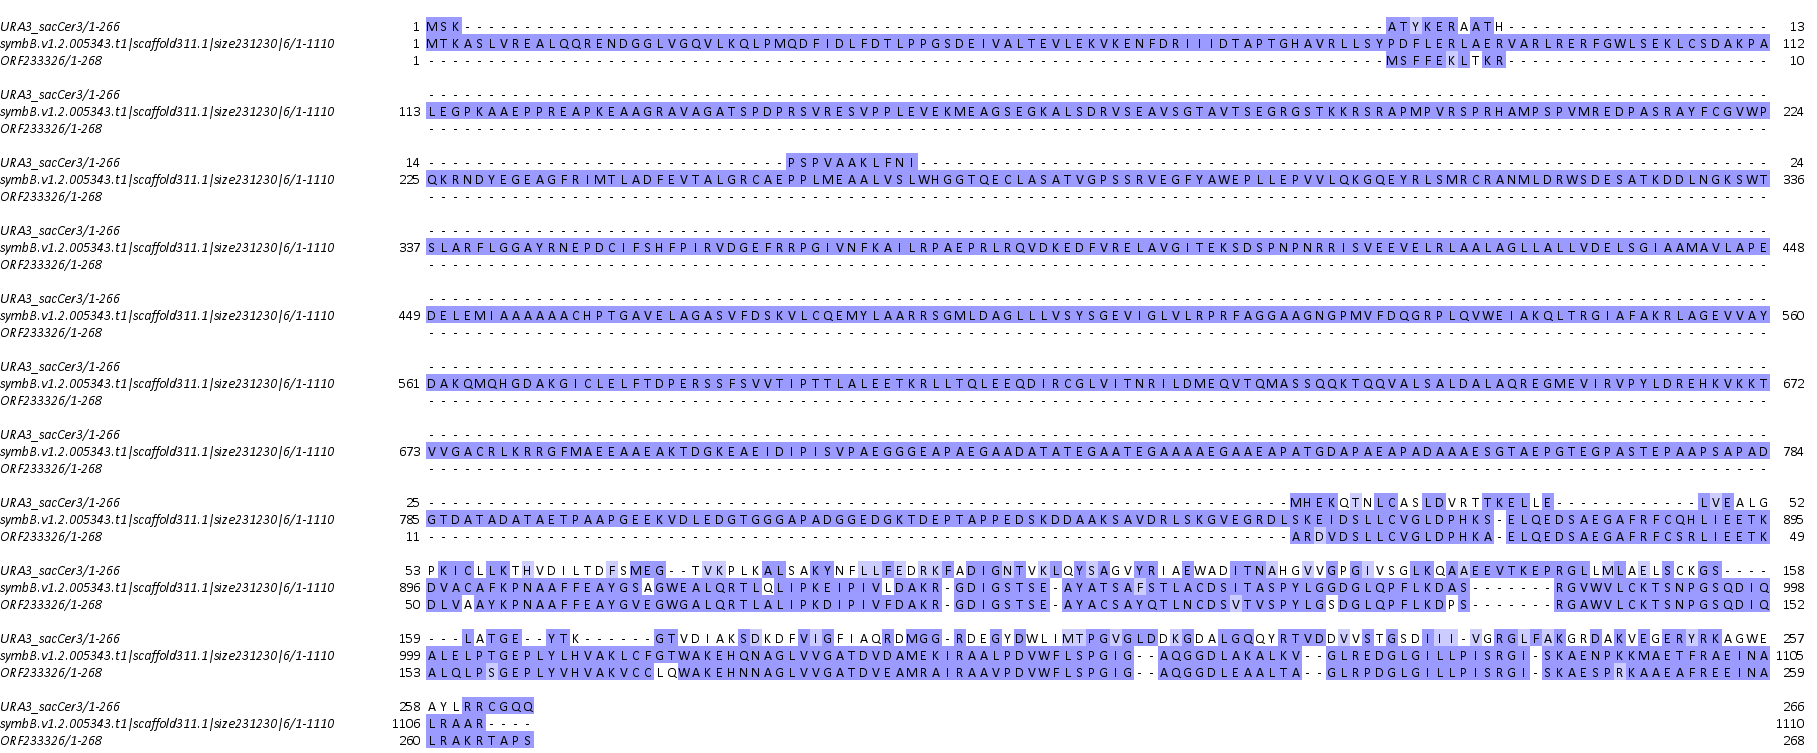 URA3_sacCer3/1-266 1 MSK-----------------------------------------------------------------------------ATYKERAATH---------------------- 13
symbB.v1.2.005343.t1|scaffold311.1|size231230|6/1-1110 1 MTKASLVREALQQRENDGGLVGQVLKQLPMQDFIDLFDTLPPGSDEIVALTEVLEKVKENFDRIIIDTAPTGHAVRLLSYPDFLERLAERVARLRERFGWLSEKLCSDAKPA 112
ORF233326/1-268 1 --------------------------------------------------------------------------------MSFFEKLTKR---------------------- 10
URA3_sacCer3/1-266 ----------------------------------------------------------------------------------------------------------------
symbB.v1.2.005343.t1|scaffold311.1|size231230|6/1-1110 113 LEGPKAAEPPREAPKEAAGRAVAGATSPDPRSVRESVPPLEVEKMEAGSEGKALSDRVSEAVSGTAVTSEGRGSTKKRSRAPMPVRSPRHAMPSPVMREDPASRAYFCGVWP 224
ORF233326/1-268 ----------------------------------------------------------------------------------------------------------------
URA3_sacCer3/1-266 14 ------------------------------PSPVAAKLFNI----------------------------------------------------------------------- 24
symbB.v1.2.005343.t1|scaffold311.1|size231230|6/1-1110 225 QKRNDYEGEAGFRIMTLADFEVTALGRCAEPPLMEAALVSLWHGGTQECLASATVGPSSRVEGFYAWEPLLEPVVLQKGQEYRLSMRCRANMLDRWSDESATKDDLNGKSWT 336
ORF233326/1-268 ----------------------------------------------------------------------------------------------------------------
URA3_sacCer3/1-266 ----------------------------------------------------------------------------------------------------------------
symbB.v1.2.005343.t1|scaffold311.1|size231230|6/1-1110 337 SLARFLGGAYRNEPDCIFSHFPIRVDGEFRRPGIVNFKAILRPAEPRLRQVDKEDFVRELAVGITEKSDSPNPNRRISVEEVELRLAALAGLLALLVDELSGIAAMAVLAPE 448
ORF233326/1-268 ----------------------------------------------------------------------------------------------------------------
URA3_sacCer3/1-266 ----------------------------------------------------------------------------------------------------------------
symbB.v1.2.005343.t1|scaffold311.1|size231230|6/1-1110 449 DELEMIAAAAAACHPTGAVELAGASVFDSKVLCQEMYLAARRSGMLDAGLLLVSYSGEVIGLVLRPRFAGGAAGNGPMVFDQGRPLQVWEIAKQLTRGIAFAKRLAGEVVAY 560
ORF233326/1-268 ----------------------------------------------------------------------------------------------------------------
URA3_sacCer3/1-266 ----------------------------------------------------------------------------------------------------------------
symbB.v1.2.005343.t1|scaffold311.1|size231230|6/1-1110 561 DAKQMQHGDAKGICLELFTDPERSSFSVVTIPTTLALEETKRLLTQLEEQDIRCGLVITNRILDMEQVTQMASSQQKTQQVALSALDALAQREGMEVIRVPYLDREHKVKKT 672
ORF233326/1-268 ----------------------------------------------------------------------------------------------------------------
URA3_sacCer3/1-266 ----------------------------------------------------------------------------------------------------------------
symbB.v1.2.005343.t1|scaffold311.1|size231230|6/1-1110 673 VVGACRLKRRGFMAEEAAEAKTDGKEAEIDIPISVPAEGGGEAPAEGAADATATEGAATEGAAAAEGAAEAPATGDAPAEAPADAAAESGTAEPGTEGPASTEPAAPSAPAD 784
ORF233326/1-268 ----------------------------------------------------------------------------------------------------------------
URA3_sacCer3/1-266 25 ------------------------------------------------------------------------MHEKQTNLCASLDVRTTKELLE------------LVEALG 52
symbB.v1.2.005343.t1|scaffold311.1|size231230|6/1-1110 785 GTDATADATAETPAAPGEEKVDLEDGTGGGAPADGGEDGKTDEPTAPPEDSKDDAAKSAVDRLSKGVEGRDLSKEIDSLLCVGLDPHKS-ELQEDSAEGAFRFCQHLIEETK 895
ORF233326/1-268 11 ------------------------------------------------------------------------ARDVDSLLCVGLDPHKA-ELQEDSAEGAFRFCSRLIEETK 49
URA3_sacCer3/1-266 53 PKICLLKTHVDILTDFSMEG--TVKPLKALSAKYNFLLFEDRKFADIGNTVKLQYSAGVYRIAEWADITNAHGVVGPGIVSGLKQAAEEVTKEPRGLLMLAELSCKGS---- 158
symbB.v1.2.005343.t1|scaffold311.1|size231230|6/1-1110 896 DVACAFKPNAAFFEAYGSAGWEALQRTLQLIPKEIPIVLDAKR-GDIGSTSE-AYATSAFSTLACDSITASPYLGGDGLQPFLKDAS-------RGVWVLCKTSNPGSQDIQ 998
ORF233326/1-268 50 DLVAAYKPNAAFFEAYGVEGWGALQRTLALIPKDIPIVFDAKR-GDIGSTSE-AYACSAYQTLNCDSVTVSPYLGSDGLQPFLKDPS-------RGAWVLCKTSNPGSQDIQ 152
URA3_sacCer3/1-266 159 ---LATGE--YTK------GTVDIAKSDKDFVIGFIAQRDMGG-RDEGYDWLIMTPGVGLDDKGDALGQQYRTVDDVVSTGSDIII-VGRGLFAKGRDAKVEGERYRKAGWE 257
symbB.v1.2.005343.t1|scaffold311.1|size231230|6/1-1110 999 ALELPTGEPLYLHVAKLCFGTWAKEHQNAGLVVGATDVDAMEKIRAALPDVWFLSPGIG--AQGGDLAKALKV--GLREDGLGILLPISRGI-SKAENPKKMAETFRAEINA 1105
ORF233326/1-268 153 ALQLPSGEPLYVHVAKVCCLQWAKEHNNAGLVVGATDVEAMRAIRAAVPDVWFLSPGIG--AQGGDLEAALTA--GLRPDGLGILLPISRGI-SKAESPRKAAEAFREEINA 259
URA3_sacCer3/1-266 258 AYLRRCGQQ 266
symbB.v1.2.005343.t1|scaffold311.1|size231230|6/1-1110 1106 LRAAR---- 1110
ORF233326/1-268 260 LRAKRTAPS 268